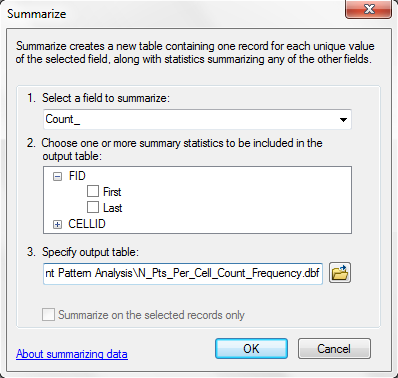 Summarize
Summarize creates a new table containing one record for each unique value
of the selected field, along with statistics summarizing any of the other fields.
1. Select a field to summarize:
Count_
2. Choose one or more summary statistics to be included in the
output table:
FID
First
Last
CELLID
3. Specify output table:
nt Pattern Analysis\N_Pts_Per_Cell_Count_Frequency.dbf
Summarize on the selected records only
About summarizing data
OK
Cancel